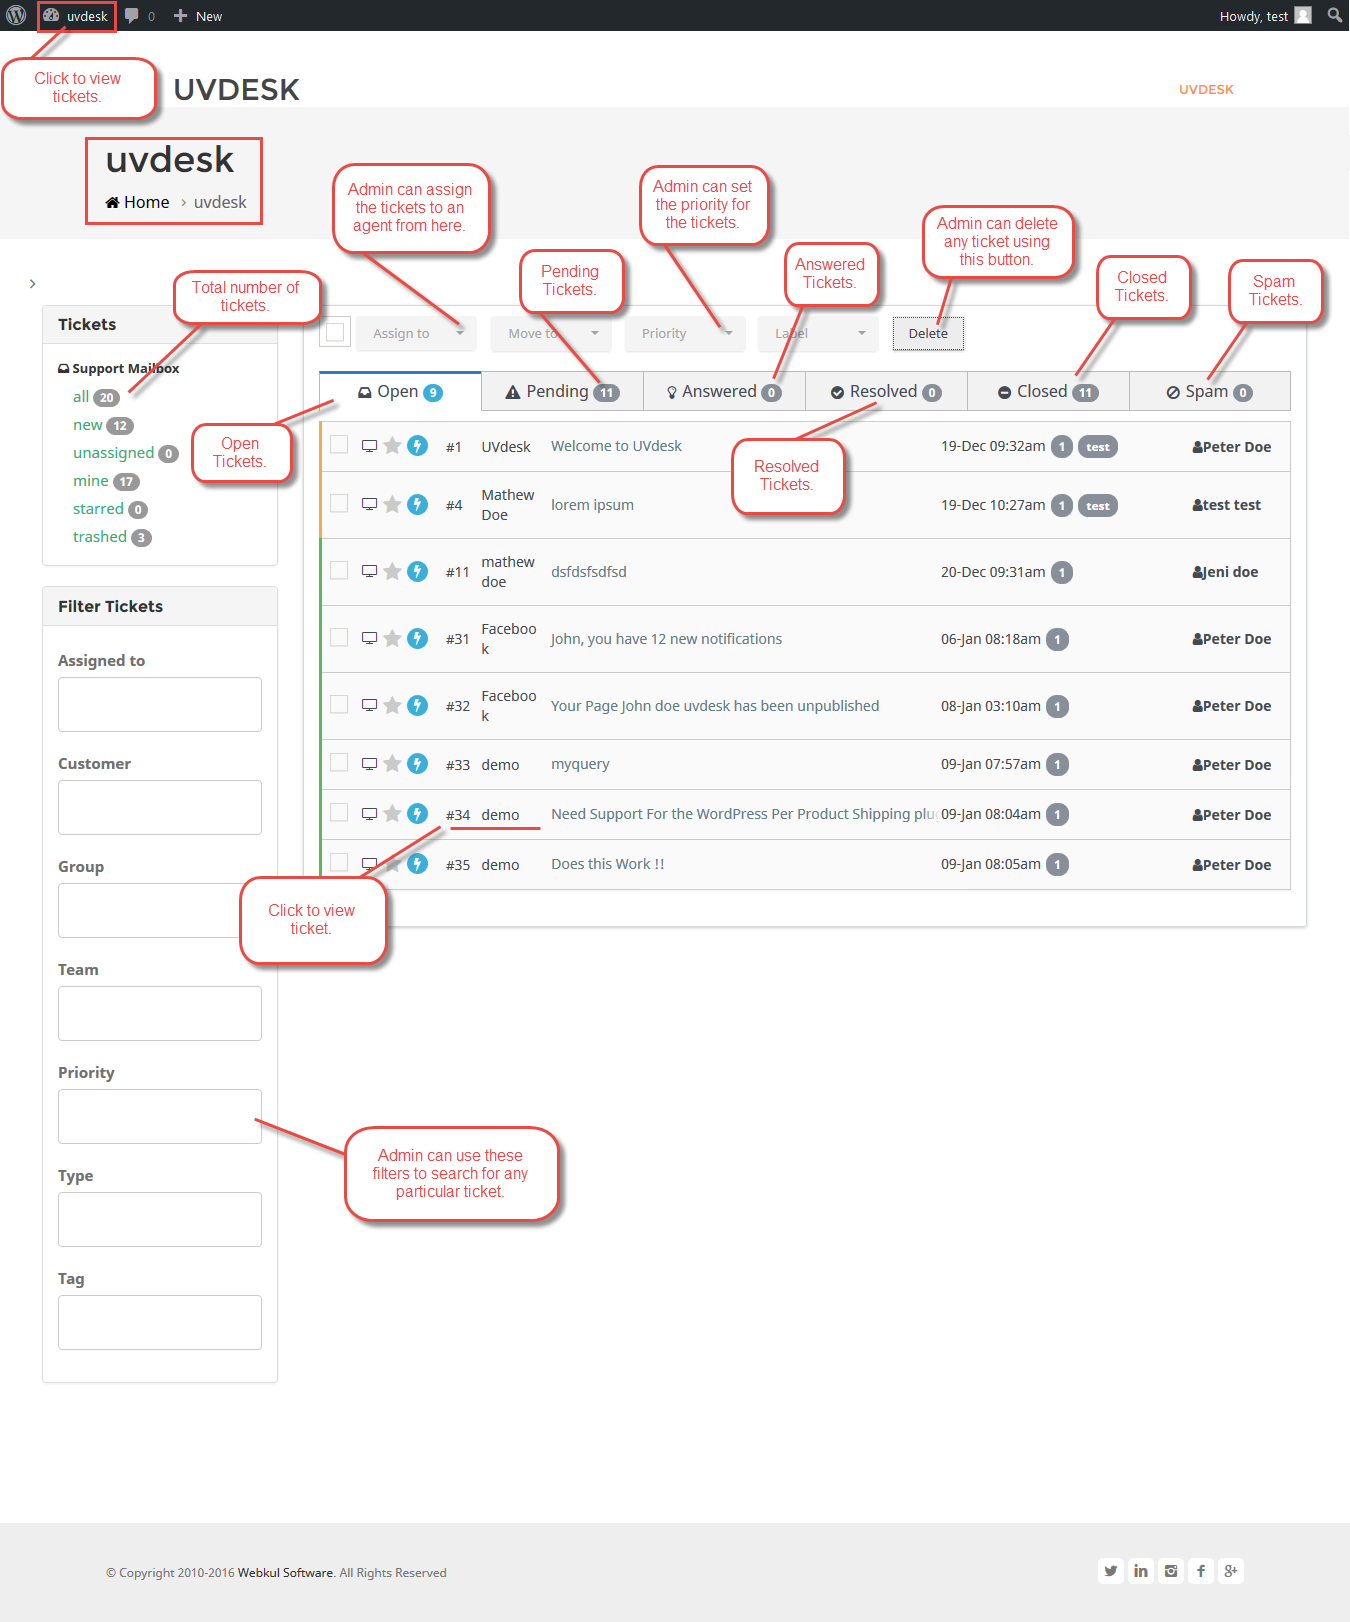 uvdesk
0
New
Howdy, test
Click to view
tickets.
UVDESK
UVDESK
uvdesk
Home › uvdesk
Admin can assign
the tickets to an
agent from here.
Admin can set
the priority for
the tickets.
Admin can delete
any ticket using
this button.
Total number of
tickets.
Pending
Tickets.
Answered
Tickets.
Closed
Tickets.
Spam
Tickets.
Tickets
Support Mailbox
all 20
new 12
unassigned 0
mine 17
starred 0
trashed 3
Assign to
Move to
Priority
Label
Delete
Open 9
Pending 11
Answered 0
Resolved 0
Closed 11
Spam 0
Open
Tickets.
Resolved
Tickets.
#1 UVdesk Welcome to UVdesk 19-Dec 09:32am 1 test Peter Doe
#4 Mathew
Doe lorem ipsum 19-Dec 10:27am 1 test test test
#11 mathew
doe dsfdsfsdfsd 20-Dec 09:31am 1 Jeni doe
#31 Faceboo
k John, you have 12 new notifications 06-Jan 08:18am 1 Peter Doe
#32 Faceboo
k Your Page John doe uvdesk has been unpublished 08-Jan 03:10am 1 Peter Doe
#33 demo myquery 09-Jan 07:57am 1 Peter Doe
#34 demo Need Support For the WordPress Per Product Shipping plu 09-Jan 08:04am 1 Peter Doe
#35 demo Does this Work !! 09-Jan 08:05am 1 Peter Doe
Click to view
ticket.
Filter Tickets
Assigned to
Customer
Group
Team
Priority
Type
Tag
Admin can use these
filters to search for any
particular ticket.
© Copyright 2010-2016 Webkul Software. All Rights Reserved